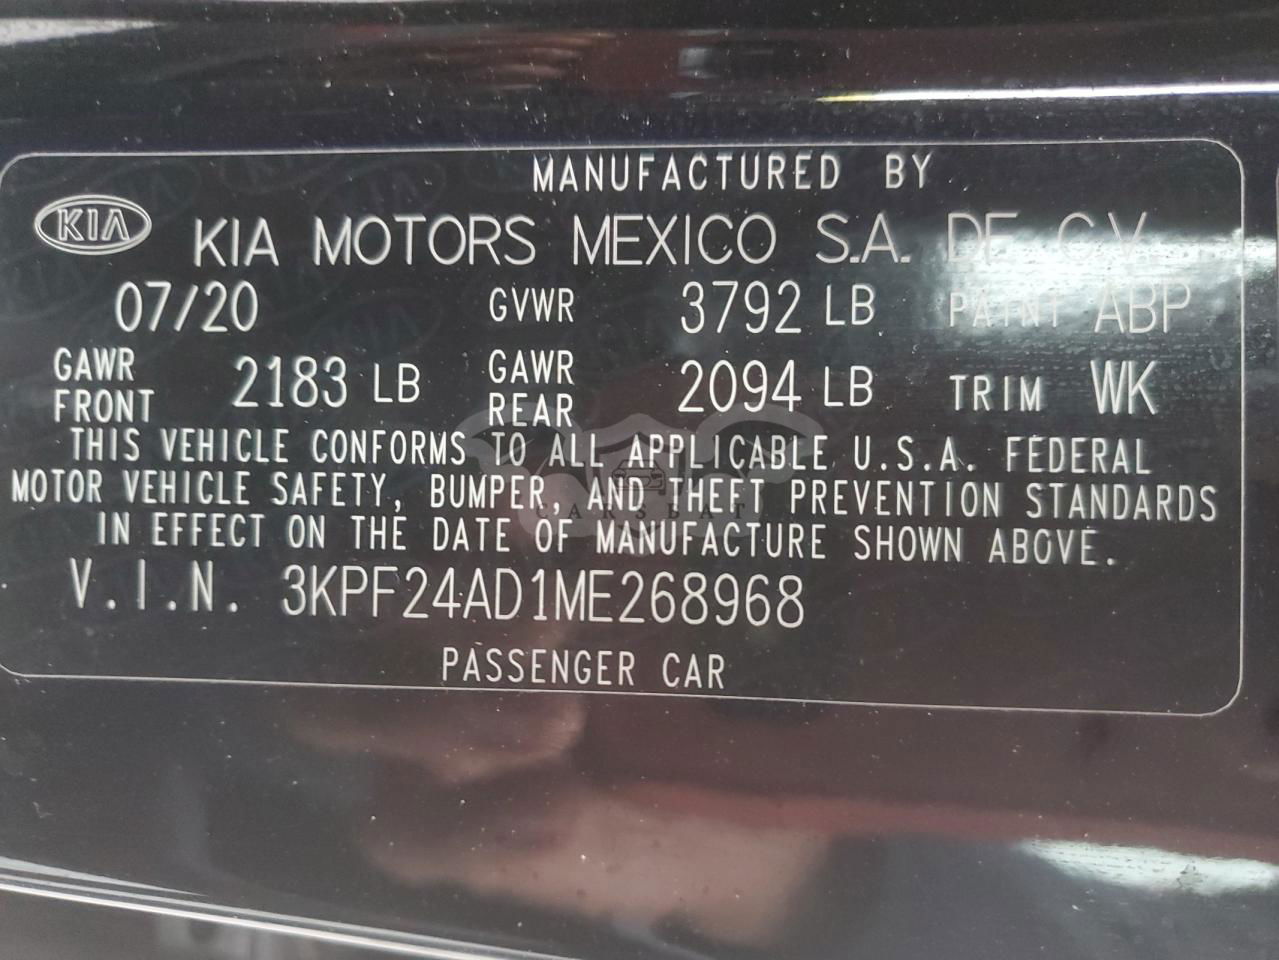 MANUFACTURED BY
KIA KIA MOTORS MEXICO S.A. DE C.V.
07/20 GVWR 3792 LB PAINT ABP
GAWR FRONT 2183 LB GAWR REAR 2094 LB TRIM WK
THIS VEHICLE CONFORMS TO ALL APPLICABLE U.S.A. FEDERAL
MOTOR VEHICLE SAFETY, BUMPER, AND THEFT PREVENTION STANDARDS
IN EFFECT ON THE DATE OF MANUFACTURE SHOWN ABOVE.
V.I.N. 3KPF24AD1ME268968
PASSENGER CAR
CARSBAT